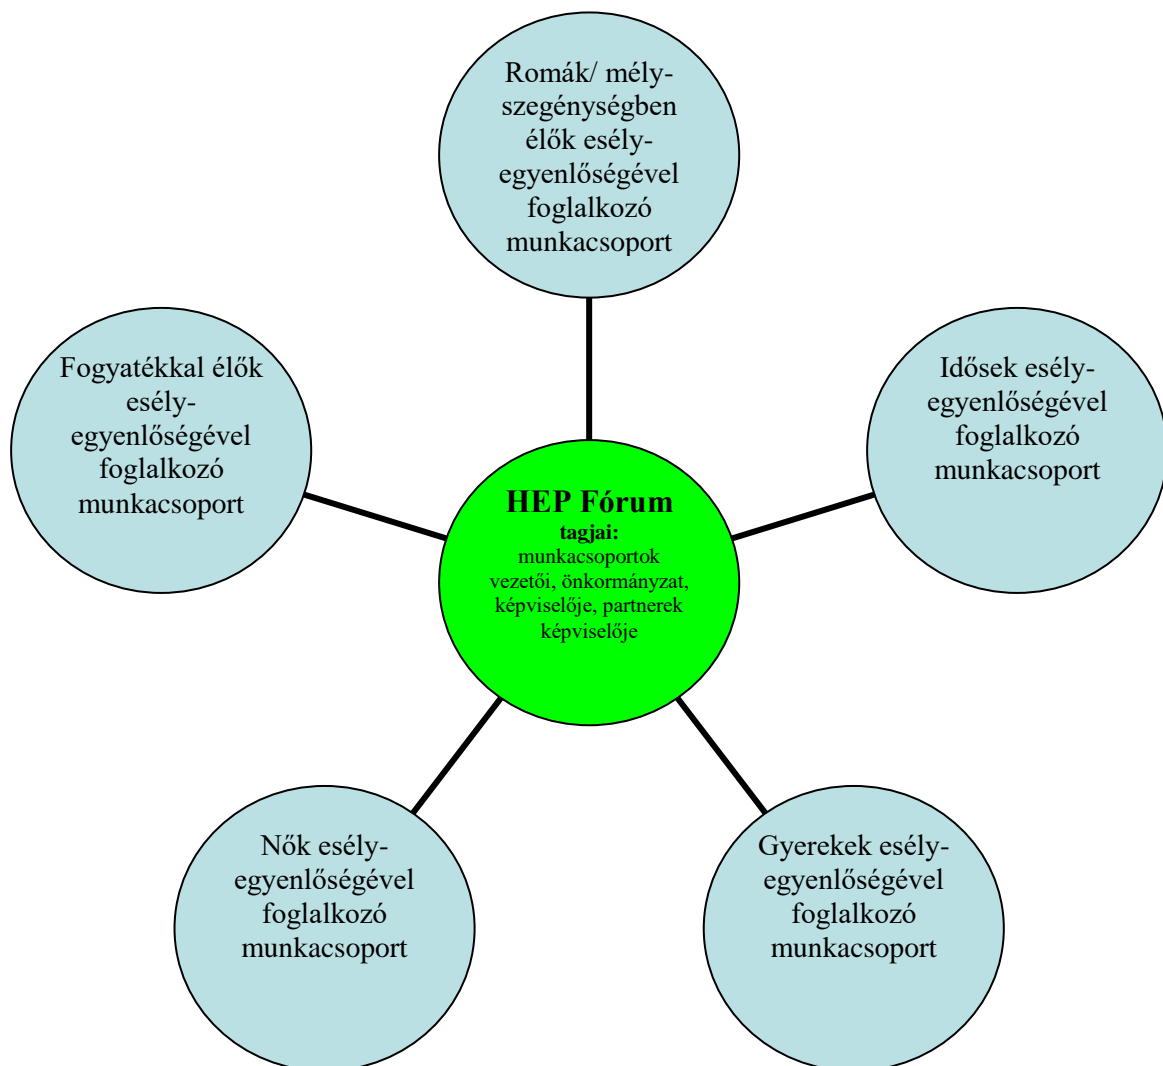 Romák/ mély-
szegénységben
élők esély-
egyenlőségével
foglalkozó
munkacsoport
Fogyatékkal élők
esély-
egyenlőségével
foglalkozó
munkacsoport
Idősek esély-
egyenlőségével
foglalkozó
munkacsoport
HEP Fórum
tagjai:
munkacsoportok
vezetői, önkormányzat,
képviselője, partnerek
képviselője
Nők esély-
egyenlőségével
foglalkozó
munkacsoport
Gyerekek esély-
egyenlőségével
foglalkozó
munkacsoport